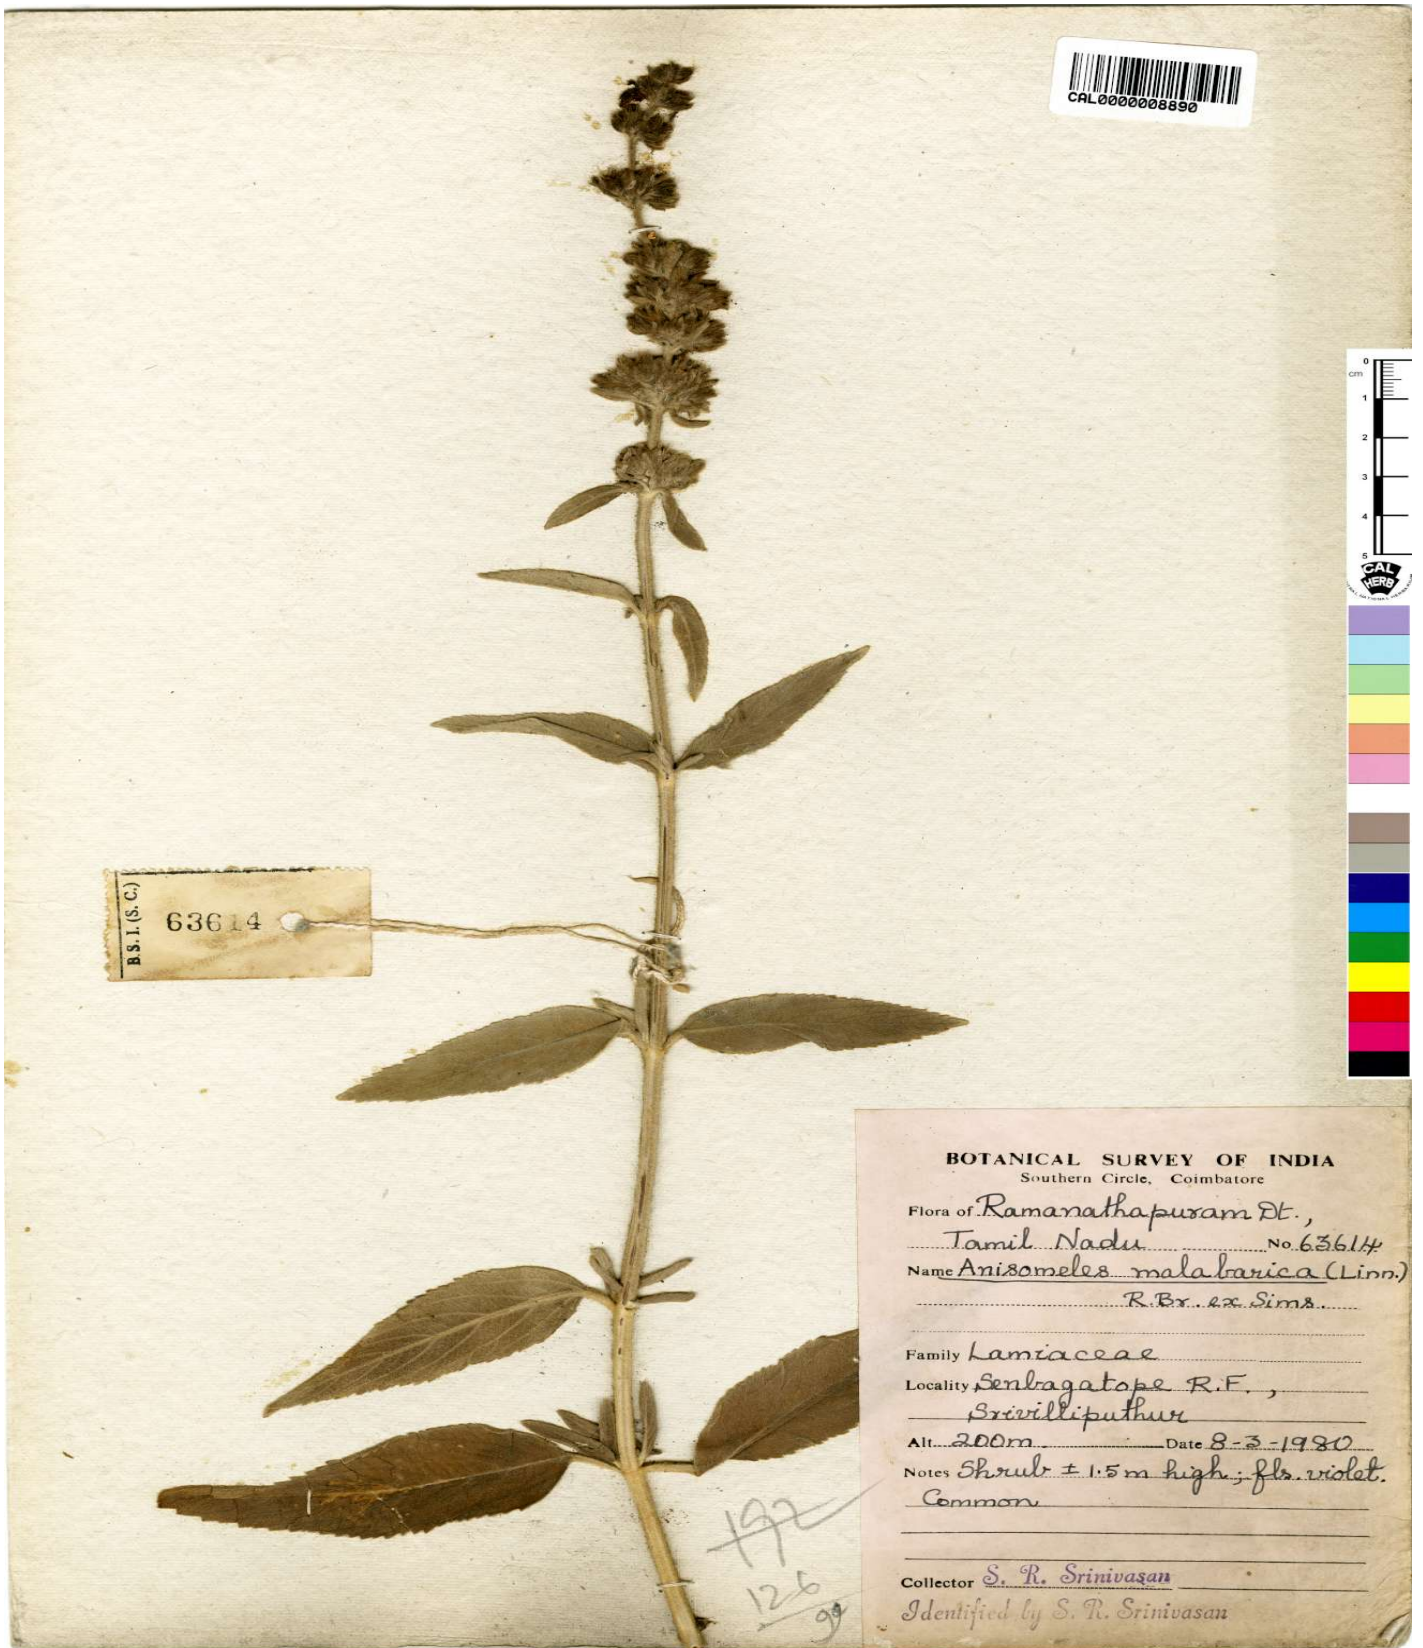 CAL0000008890
0
cm
1
2
3
4
5
CAL
HERB
B.S.I. (S. C.)
63614
BOTANICAL SURVEY OF INDIA
Southern Circle, Coimbatore
Flora of Ramanathapuram Dt.,
Tamil Nadu No 63614
Name Anisomeles malabarica (Linn.)
R.Br. ex Sims.
Family Lamiaceae
Locality Senbagatope R.F.,
Srivilliputhur
Alt. 200m. Date 8-3-1980
Notes Shrub ± 1.5m high; fls. violet.
Common
Collector S. R. Srinivasan
Identified by S. R. Srinivasan
192
126
99